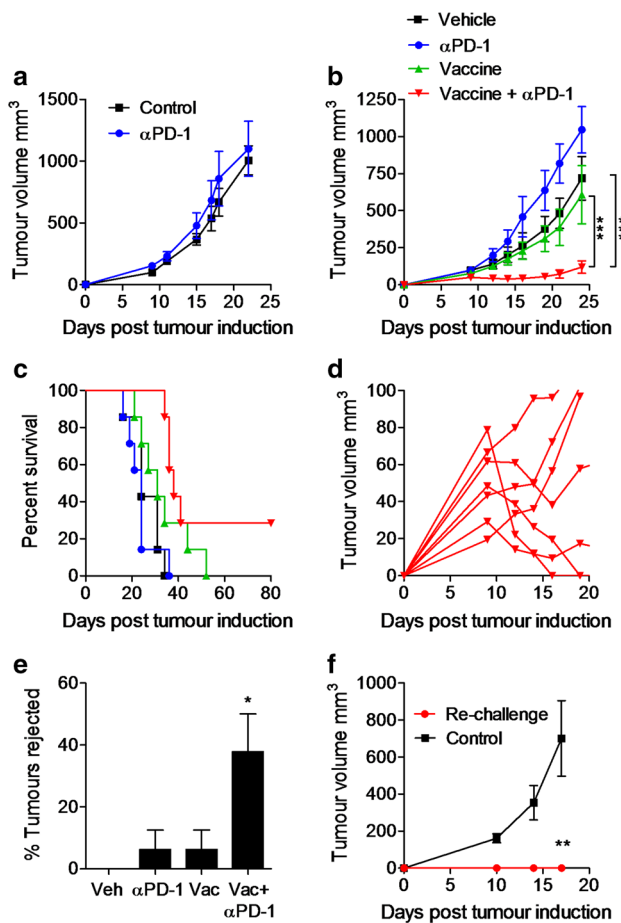 Vehicle
αPD-1
Vaccine
Vaccine + αPD-1
a
Control
αPD-1
Tumour volume mm³
1500
1000
500
0
0 5 10 15 20 25
Days post tumour induction
b
Tumour volume mm³
1250
1000
750
500
250
0
0 5 10 15 20 25
Days post tumour induction
***
***
c
Percent survival
100
80
60
40
20
0
0 20 40 60 80
Days post tumour induction
d
Tumour volume mm³
100
80
60
40
20
0
0 5 10 15 20
Days post tumour induction
e
% Tumours rejected
60
40
20
0
*
Veh αPD-1 Vac Vac+
αPD-1
f
Re-challenge
Control
Tumour volume mm³
1000
800
600
400
200
0
**
0 5 10 15 20
Days post tumour induction